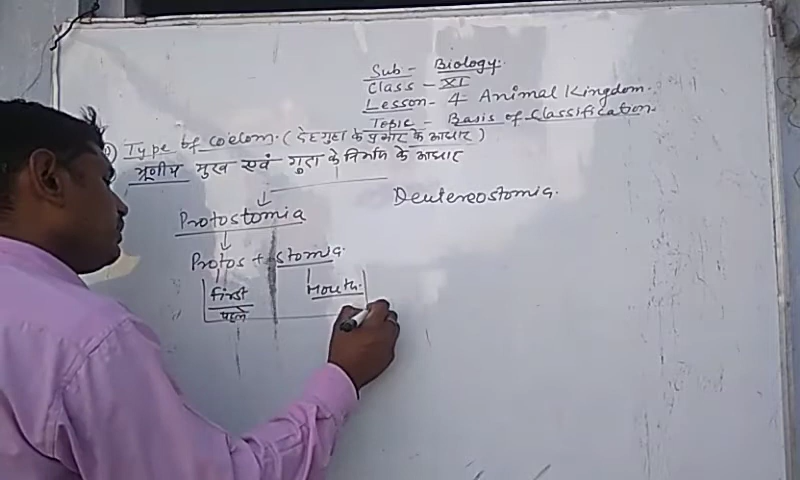 Sub - Biology.
Class - XI
Lesson - 4 Animal Kingdom.
Topic - Basis of Classification.
Type of Coelom. (देहगुहा के प्रकार के आधार)
भ्रूणीय मुख एवं गुदा के निर्माण के आधार
Protostomia
Deutereostomia.
Protos + stomia.
First
Mouth.
पहले